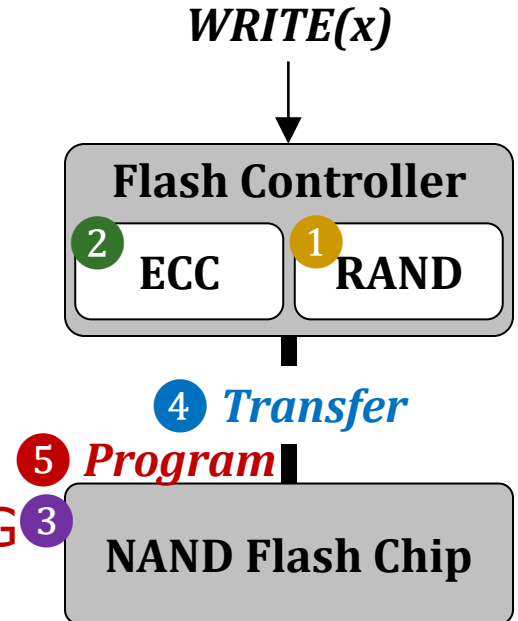 WRITE(x)
Flash Controller
2 ECC 1 RAND
4 Transfer
5 Program
G 3
NAND Flash Chip